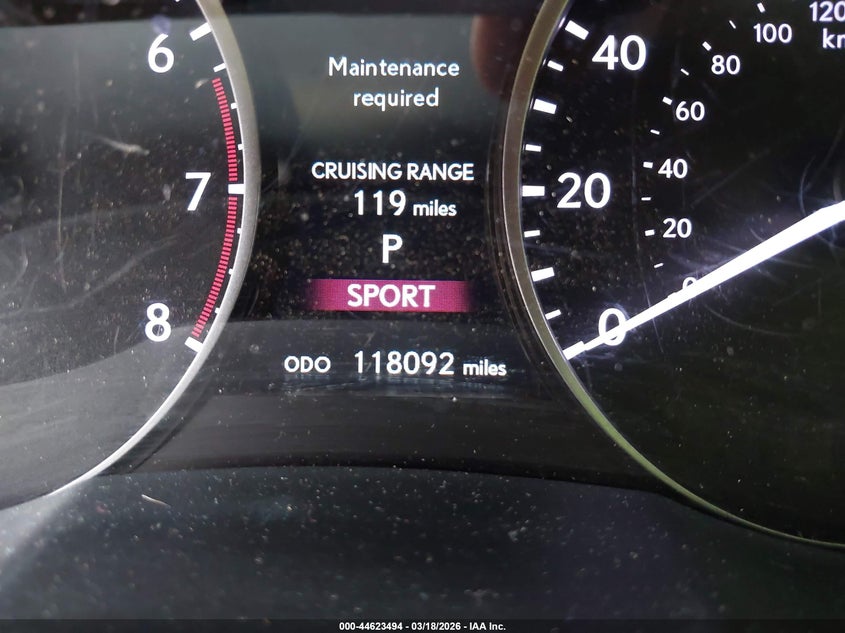 6
7
8
Maintenance
required
CRUISING RANGE
119 miles
P
SPORT
ODO 118092 miles
40
20
0
120
100
80
60
40
20
0
000-44623494 - 03/18/2026 - IAA Inc.